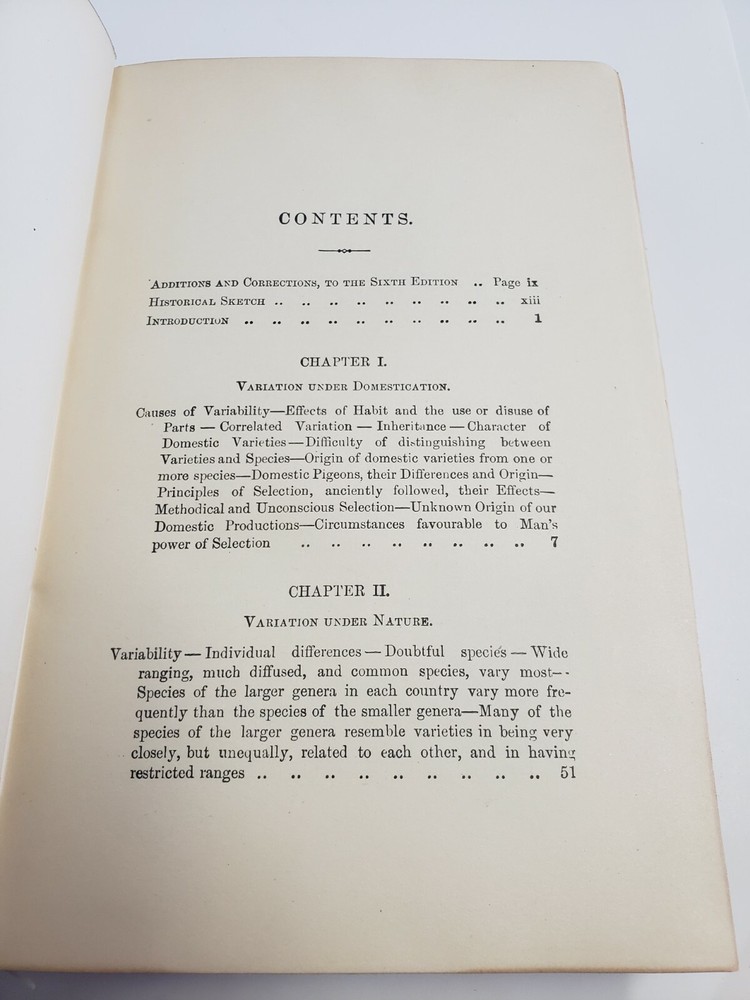 CONTENTS.
ADDITIONS AND CORRECTIONS, TO THE SIXTH EDITION .. Page ix
HISTORICAL SKETCH .. .. .. .. .. .. .. .. .. xiii
INTRODUCTION .. .. .. .. .. .. .. .. .. .. 1
CHAPTER I.
VARIATION UNDER DOMESTICATION.
Causes of Variability—Effects of Habit and the use or disuse of
Parts — Correlated Variation — Inheritance — Character of
Domestic Varieties — Difficulty of distinguishing between
Varieties and Species—Origin of domestic varieties from one or
more species—Domestic Pigeons, their Differences and Origin—
Principles of Selection, anciently followed, their Effects—
Methodical and Unconscious Selection—Unknown Origin of our
Domestic Productions—Circumstances favourable to Man's
power of Selection .. .. .. .. .. .. .. .. 7
CHAPTER II.
VARIATION UNDER NATURE.
Variability — Individual differences — Doubtful species — Wide
ranging, much diffused, and common species, vary most—
Species of the larger genera in each country vary more fre-
quently than the species of the smaller genera—Many of the
species of the larger genera resemble varieties in being very
closely, but unequally, related to each other, and in having
restricted ranges .. .. .. .. .. .. .. .. .. 51